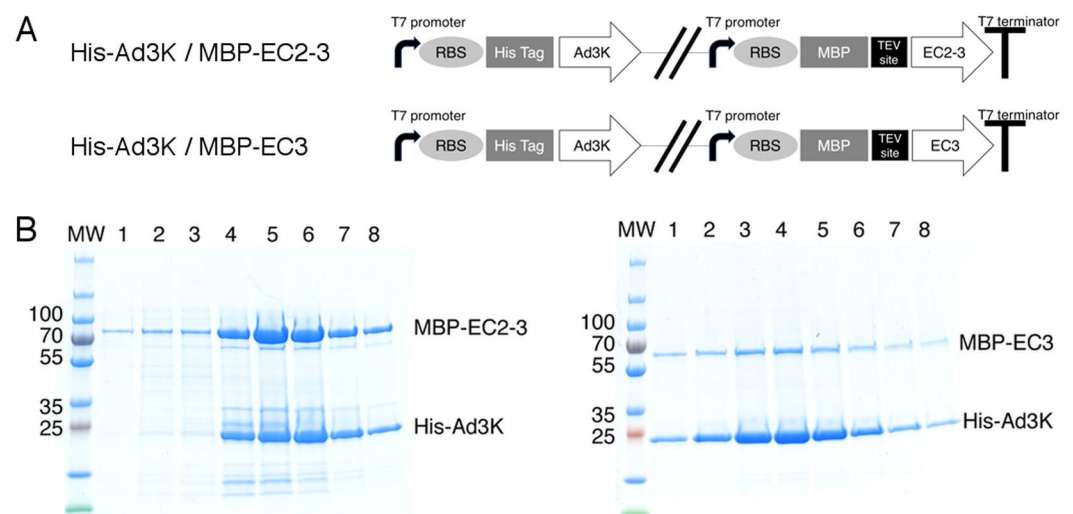 A
His-Ad3K / MBP-EC2-3
T7 promoter
T7 promoter
T7 terminator
RBS
His Tag
Ad3K
RBS
MBP
TEV
site
EC2-3
His-Ad3K / MBP-EC3
T7 promoter
T7 promoter
T7 terminator
RBS
His Tag
Ad3K
RBS
MBP
TEV
site
EC3
B
MW 1 2 3 4 5 6 7 8
100
70
55
35
25
MBP-EC2-3
His-Ad3K
MW 1 2 3 4 5 6 7 8
100
70
55
35
25
MBP-EC3
His-Ad3K